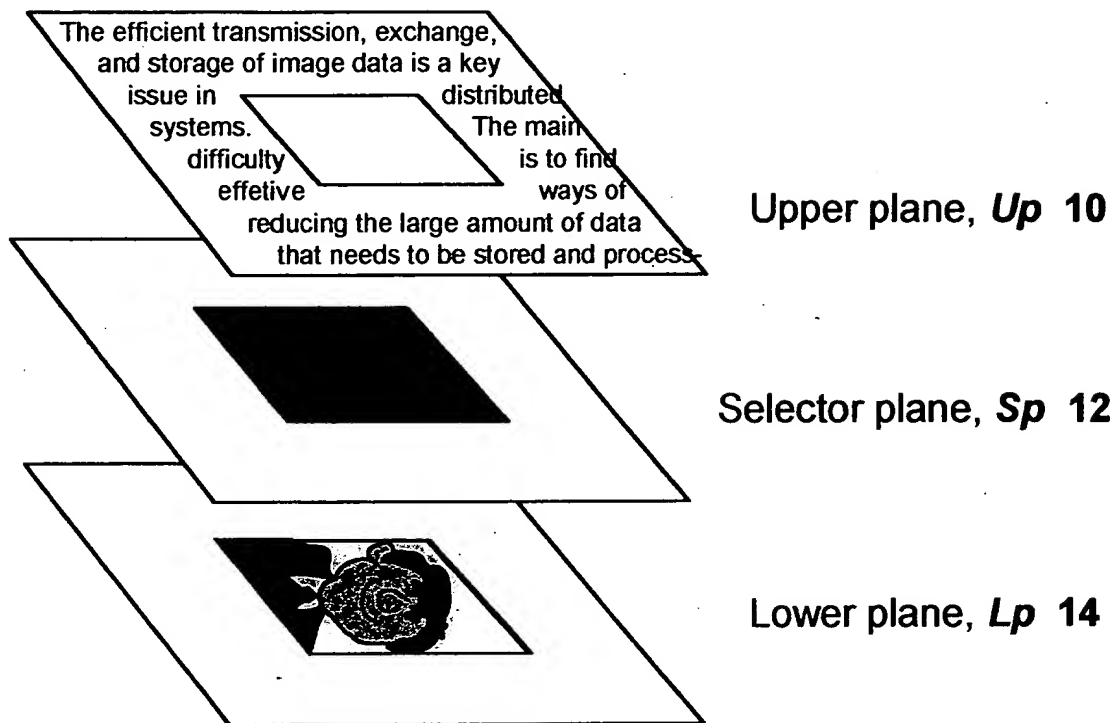 The efficient transmission, exchange,
and storage of image data is a key
issue in distributed
systems. The main
difficulty is to find
effetive ways of
reducing the large amount of data
that needs to be stored and process-
Upper plane, Up 10
Selector plane, Sp 12
Lower plane, Lp 14